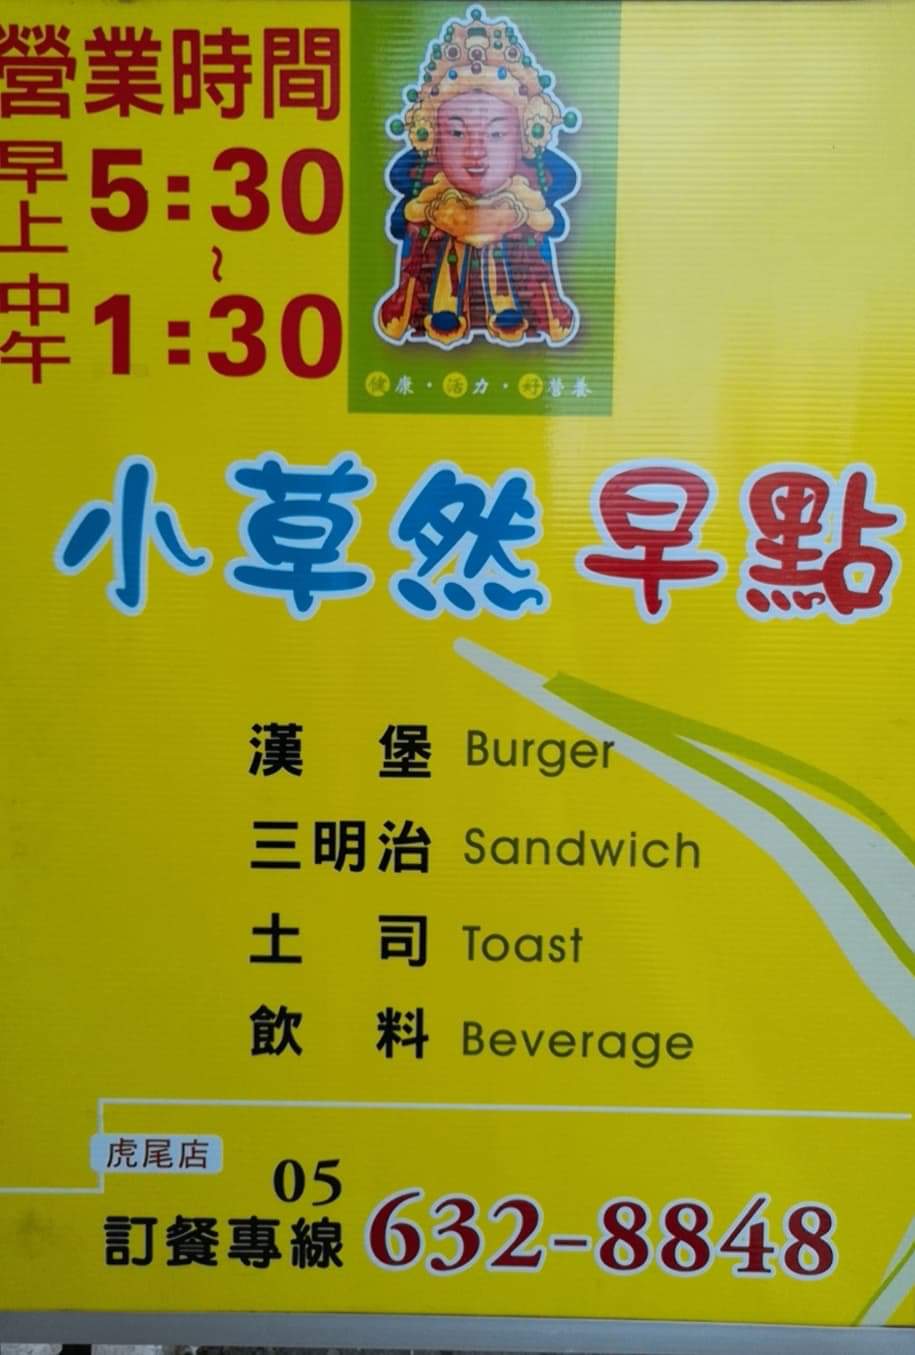 營業時間
早上 5:30
~
中午 1:30
健康·活力·好營養
小草然早點
漢堡 Burger
三明治 Sandwich
土司 Toast
飲料 Beverage
虎尾店
05
訂餐專線 632-8848